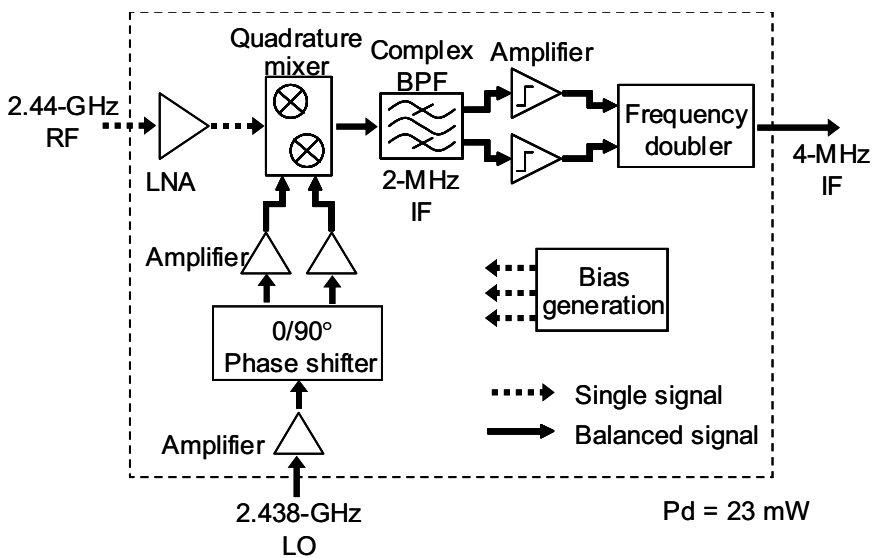 Quadrature
mixer
Complex
BPF
Amplifier
2.44-GHz
RF
LNA
Frequency
doubler
2-MHz
IF
4-MHz
IF
Amplifier
Bias
generation
0/90°
Phase shifter
Single signal
Amplifier
Balanced signal
2.438-GHz
LO
Pd = 23 mW